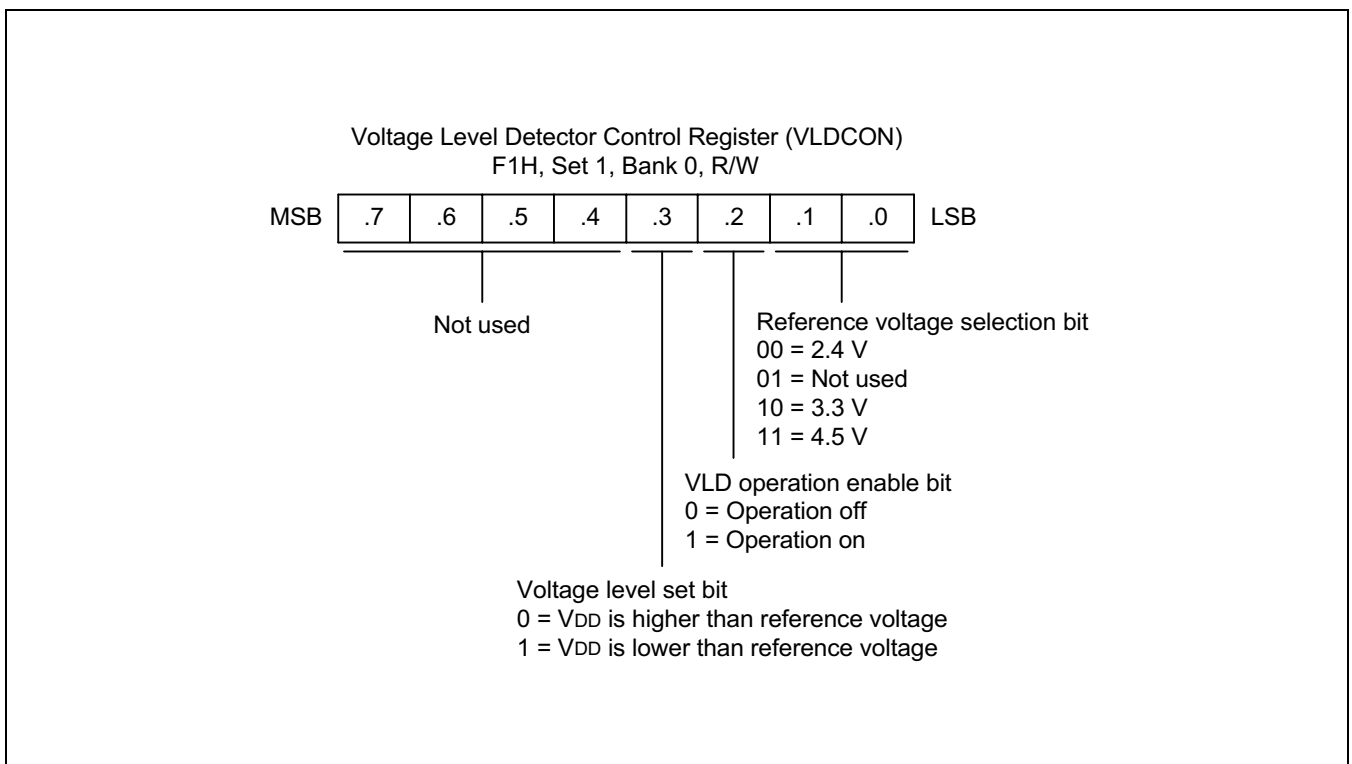 Voltage Level Detector Control Register (VLDCON)
F1H, Set 1, Bank 0, R/W
MSB .7 .6 .5 .4 .3 .2 .1 .0 LSB
Not used
Reference voltage selection bit
00 = 2.4 V
01 = Not used
10 = 3.3 V
11 = 4.5 V
VLD operation enable bit
0 = Operation off
1 = Operation on
Voltage level set bit
0 = VDD is higher than reference voltage
1 = VDD is lower than reference voltage